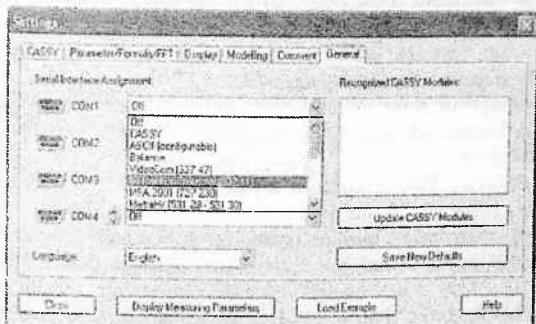 Settings
CASSY Parameter/Formula/FFT Display Modeling Comment General
Serial Interface Assignment
Recognized CASSY Modules
COM1 Off
Off
CASSY
ASCII (configurable)
COM2
Balance
VideoCom (337 47)
COM3
COM4 Off
Update CASSY Modules
Language: English
Save New Defaults
Close
Display Measuring Parameters
Load Example
Help